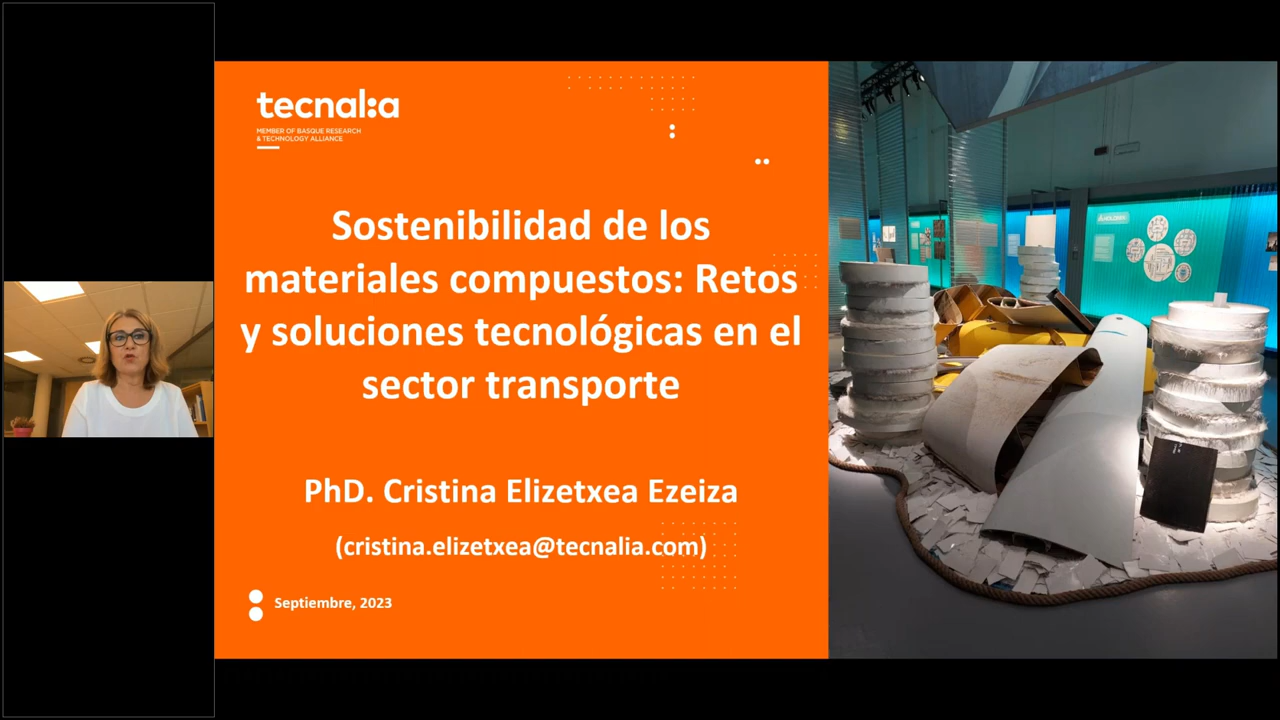 tecnal:a
MEMBER OF BASQUE RESEARCH
& TECHNOLOGY ALLIANCE
Sostenibilidad de los
materiales compuestos: Retos
y soluciones tecnológicas en el
sector transporte
PhD. Cristina Elizetxea Ezeiza
(cristina.elizetxea@tecnalia.com)
Septiembre, 2023